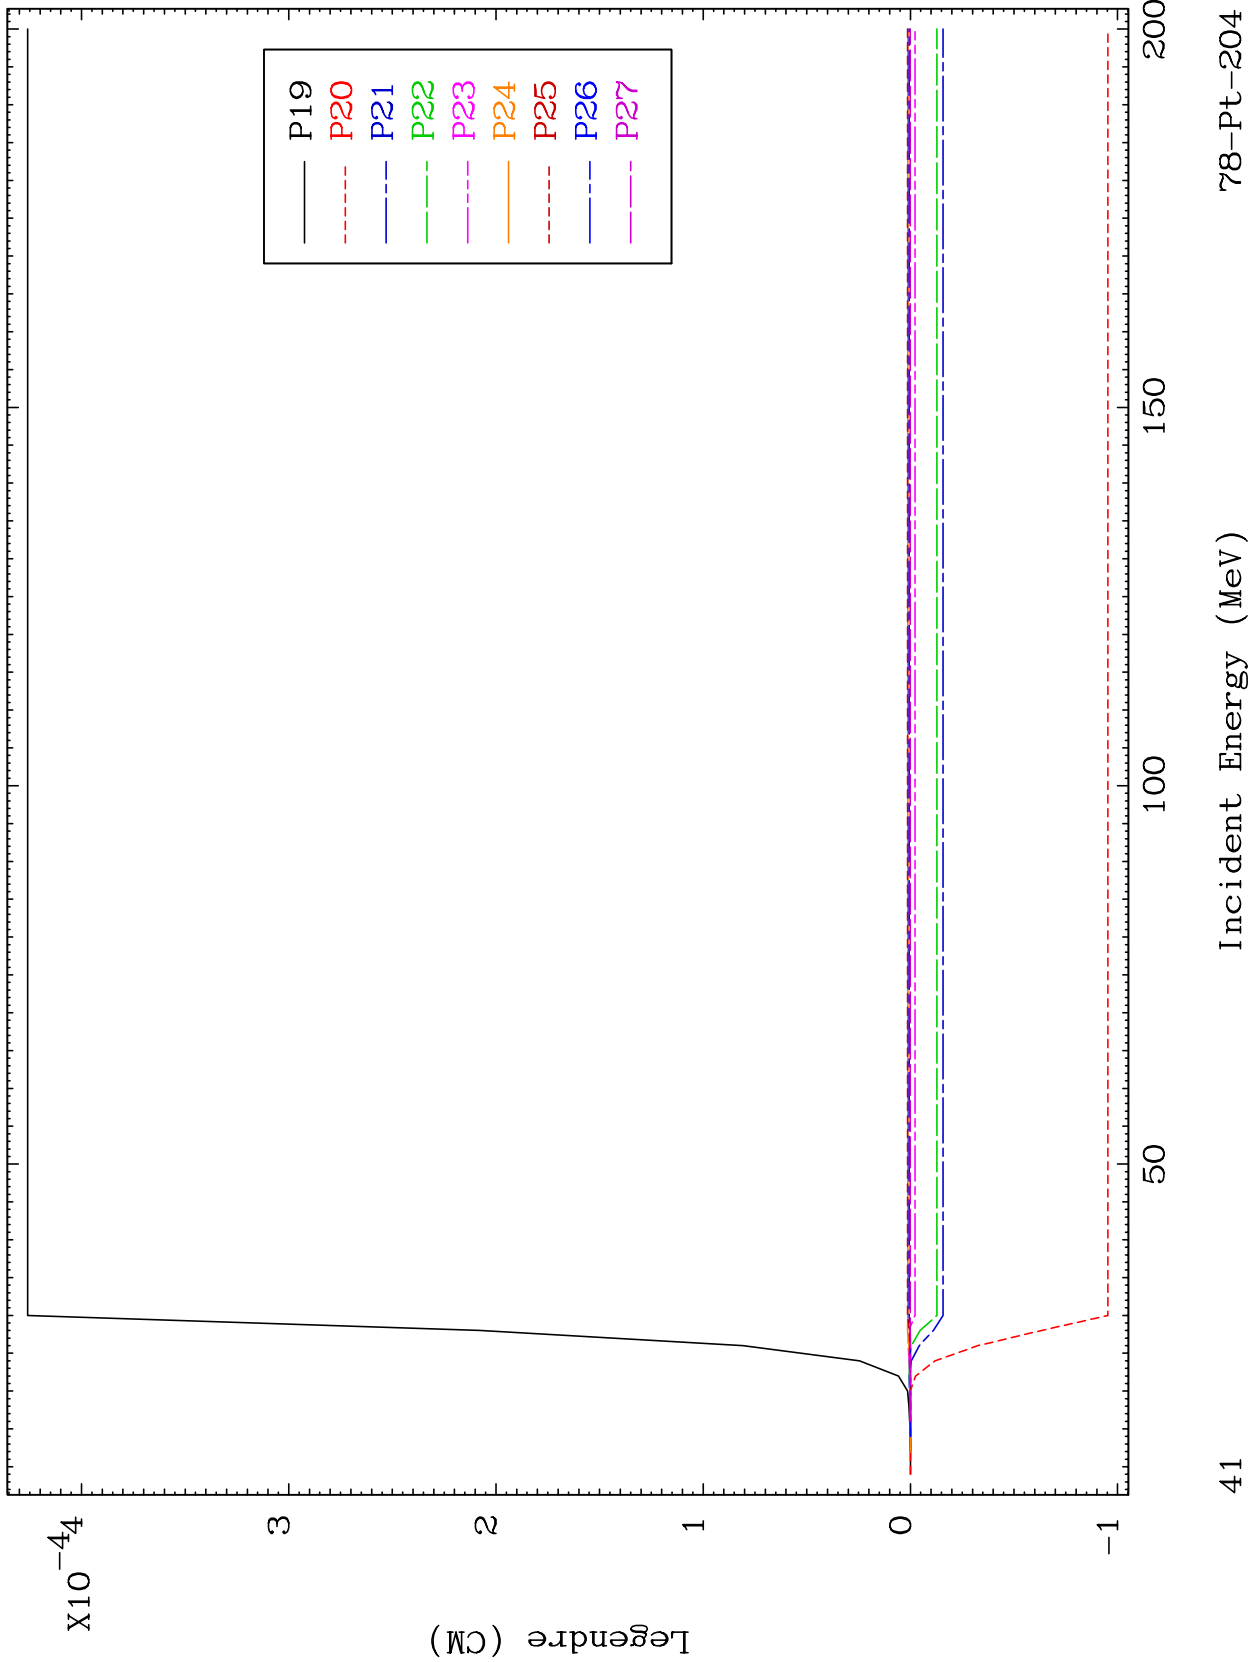 X10⁻⁴
4
3
2
1
0
-1
Legendre (CM)
P19
P20
P21
P22
P23
P24
P25
P26
P27
50
100
150
200
Incident Energy (MeV)
41
78-Pt-204